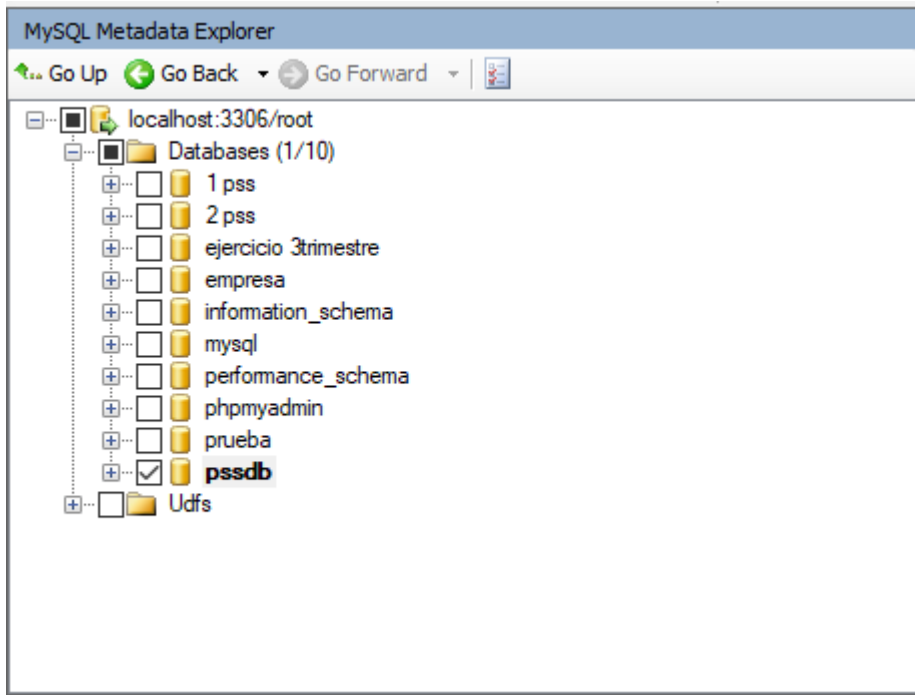 MySQL Metadata Explorer
Go Up Go Back Go Forward
localhost:3306/root
Databases (1/10)
1 pss
2 pss
ejercicio 3trimestre
empresa
information_schema
mysql
performance_schema
phpmyadmin
prueba
pssdb
Udfs